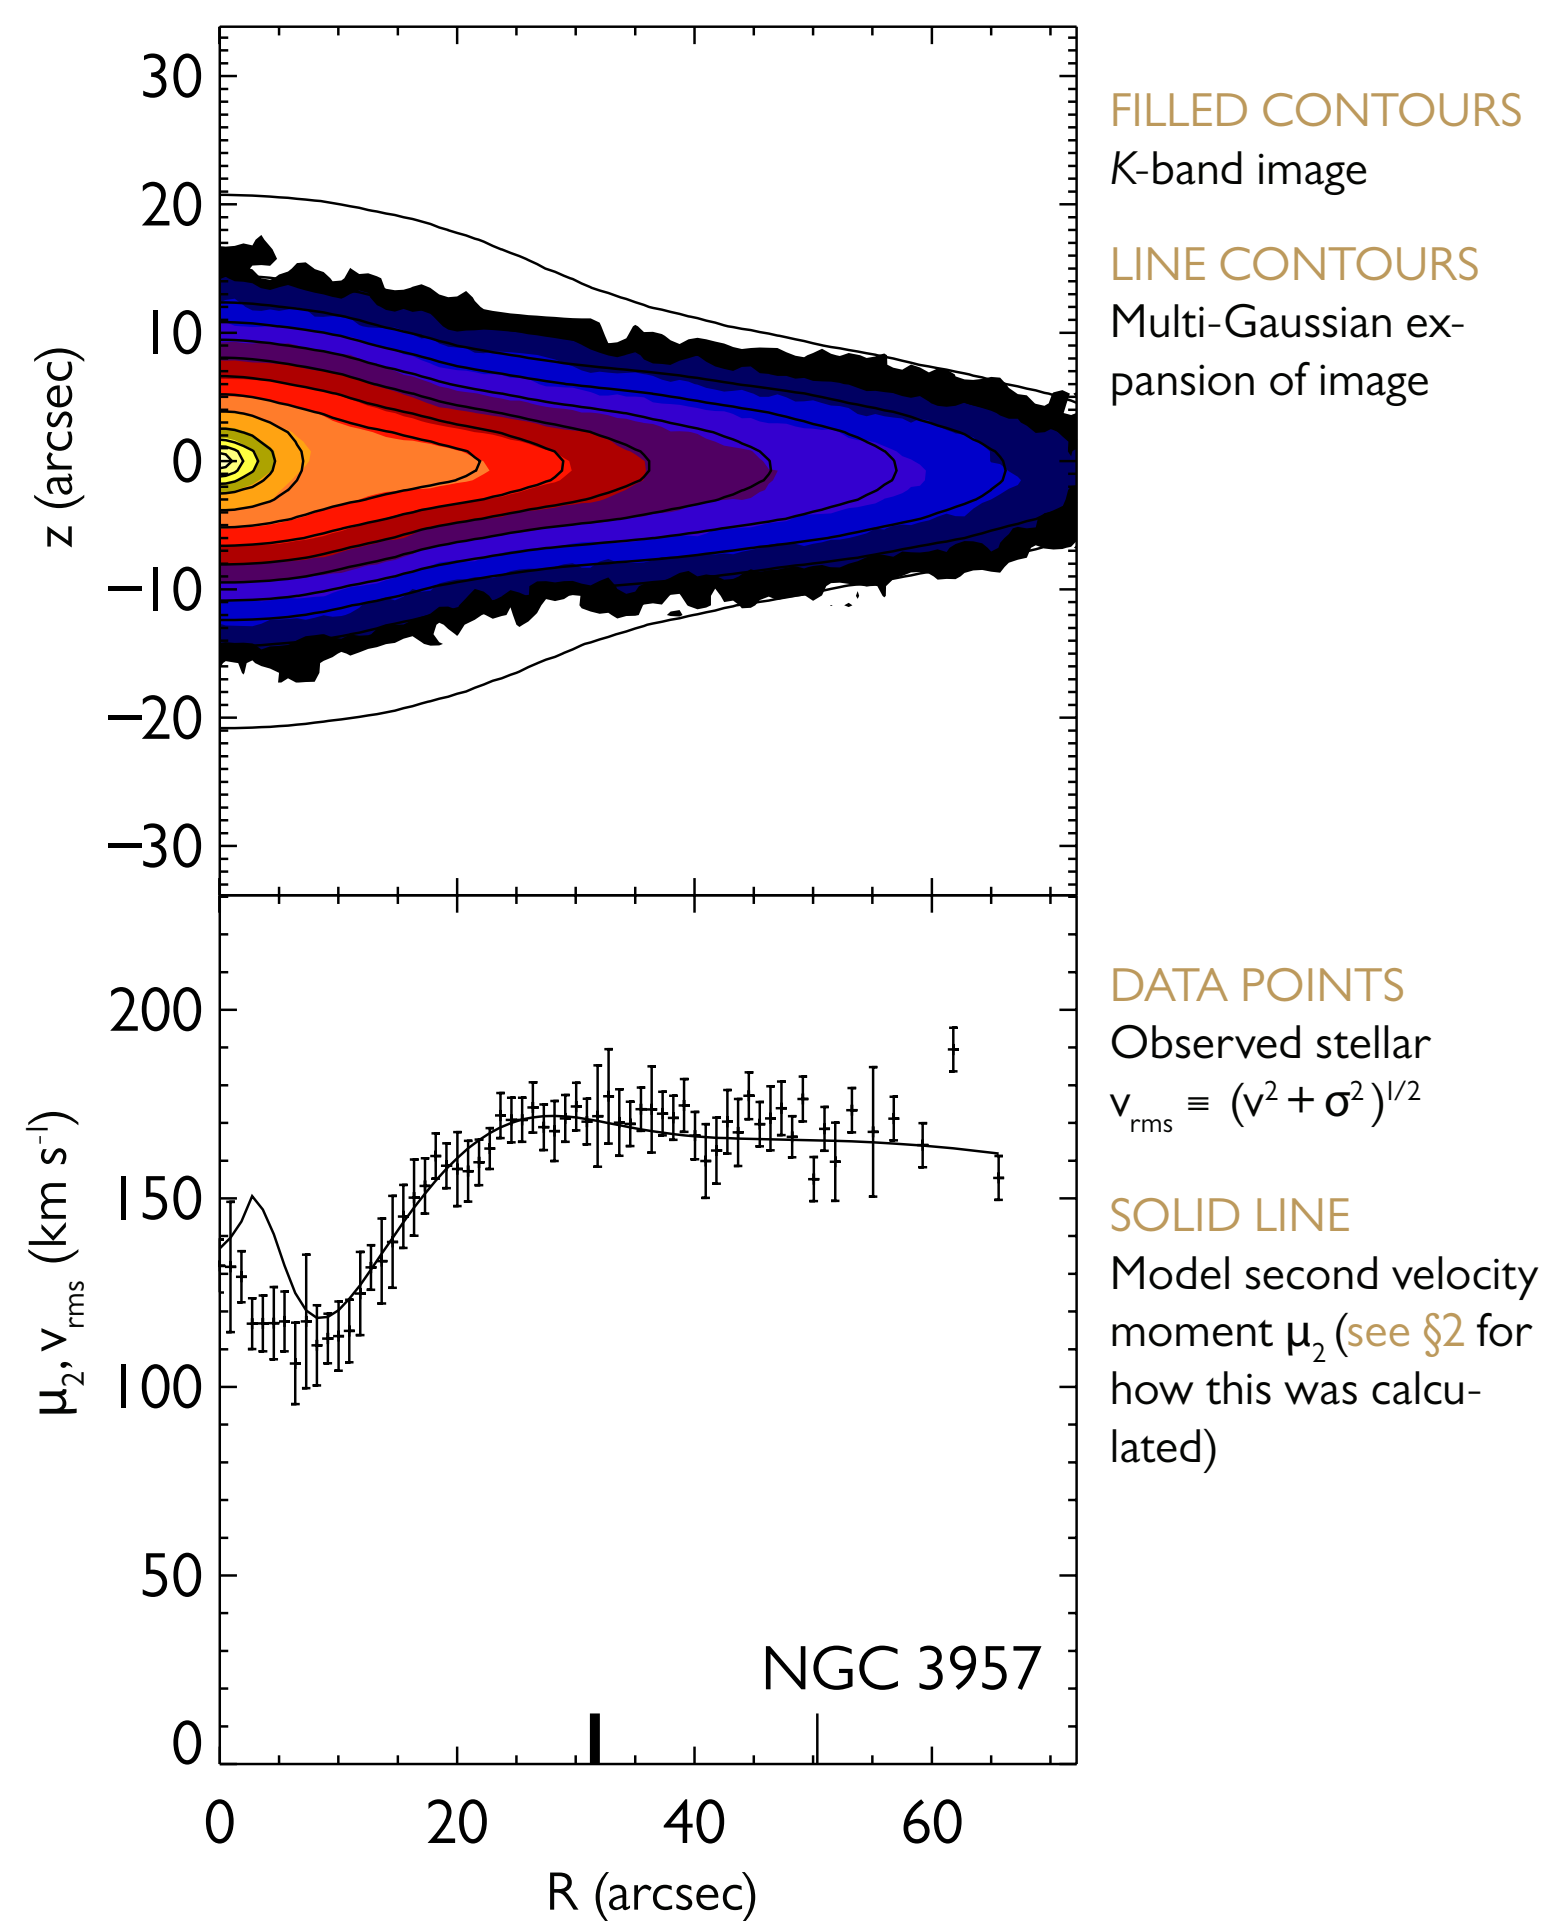 30
20
10
0
−10
−20
−30
z (arcsec)
FILLED CONTOURS
K-band image
LINE CONTOURS
Multi-Gaussian ex-
pansion of image
200
150
100
50
0
μ₂, vᵣₘₛ (km s⁻¹)
NGC 3957
0 20 40 60
R (arcsec)
DATA POINTS
Observed stellar
vᵣₘₛ ≡ (v² + σ²)^1/2
SOLID LINE
Model second velocity
moment μ₂ (see §2 for
how this was calcu-
lated)